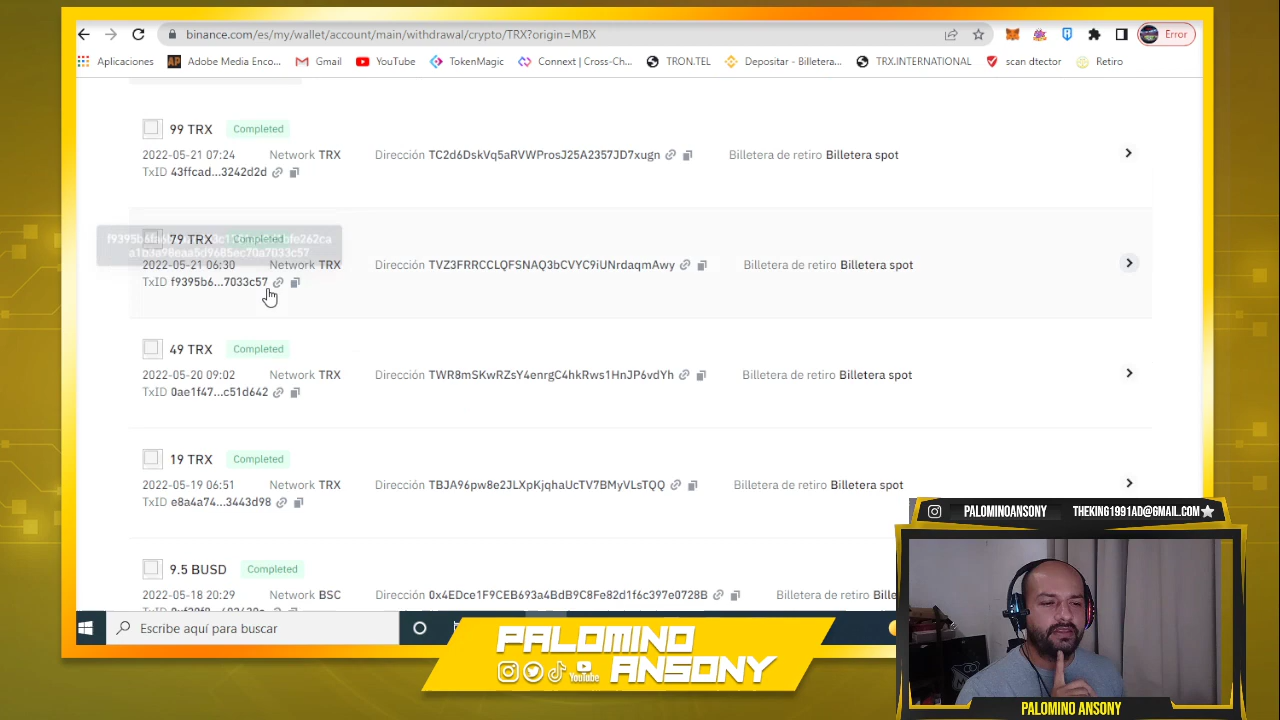 binance.com/es/my/wallet/account/main/withdrawal/crypto/TRX?origin=MBX
Error
Aplicaciones Adobe Media Enco... Gmail YouTube TokenMagic Connext | Cross-Ch... TRON.TEL Depositar - Billetera... TRX.INTERNATIONAL scan dtector Retiro
99 TRX Completed
2022-05-21 07:24 Network TRX Dirección TC2d6DskVq5aRVWProsJ25A2357JD7xugn Billetera de retiro Billetera spot
TxID 43ffcad...3242d2d
79 TRX Completed
2022-05-21 06:30 Network TRX Dirección TVZ3FRRCCLQFSNAQ3bCVYC9iUNrdaqmAwy Billetera de retiro Billetera spot
TxID f9395b6...7033c57
49 TRX Completed
2022-05-20 09:02 Network TRX Dirección TWR8mSKwRZsY4enrgC4hkRws1HnJP6vdYh Billetera de retiro Billetera spot
TxID 0ae1f47...c51d642
19 TRX Completed
2022-05-19 06:51 Network TRX Dirección TBJA96pw8e2JLXpKjqhaUcTV7BMyVLsTQQ Billetera de retiro Billetera spot
TxID e8a4a74...3443d98
9.5 BUSD Completed
2022-05-18 20:29 Network BSC Dirección 0x4EDce1F9CEB693a4BdB9C8Fe82d1f6c397e0728B Billetera de retiro Bille
Escribe aquí para buscar
PALOMINOANSONY THEKING1991AD@GMAIL.COM
PALOMINO
ANSONY
YouTube
PALOMINO ANSONY